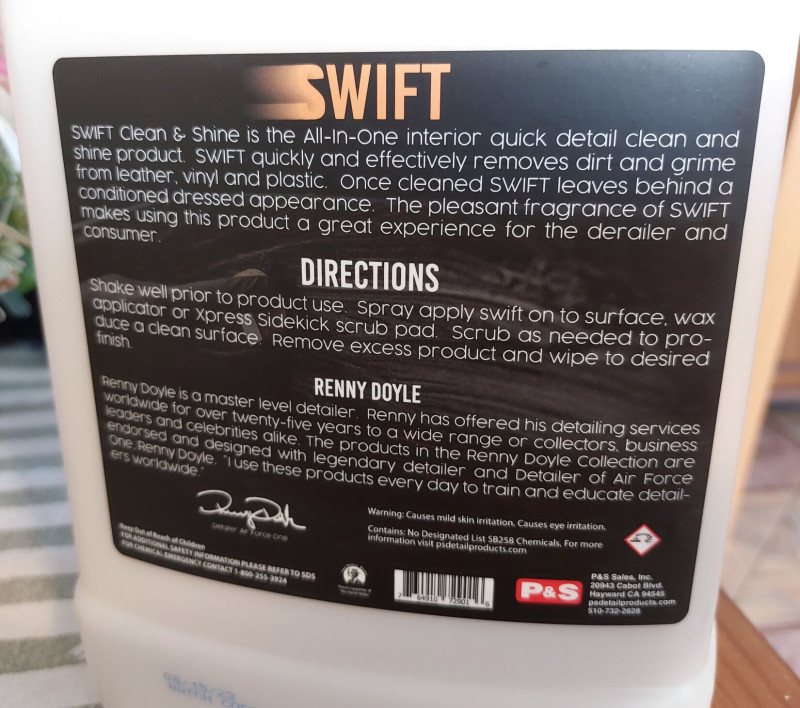 SWIFT
SWIFT Clean & Shine is the All-In-One interior quick detail clean and
shine product. SWIFT quickly and effectively removes dirt and grime
from leather, vinyl and plastic. Once cleaned SWIFT leaves behind a
conditioned dressed appearance. The pleasant fragrance of SWIFT
makes using this product a great experience for the derailer and
consumer.
DIRECTIONS
Shake well prior to product use. Spray apply swift on to surface, wax
applicator or Xpress Sidekick scrub pad. Scrub as needed to pro-
duce a clean surface. Remove excess product and wipe to desired
finish.
RENNY DOYLE
Renny Doyle is a master level detailer. Renny has offered his detailing services
worldwide for over twenty-five years to a wide range or collectors, business
leaders and celebrities alike. The products in the Renny Doyle Collection are
endorsed and designed with legendary detailer and Detailer of Air Force
One, Renny Doyle. "I use these products every day to train and educate detail-
ers worldwide."
Detailer Air Force One
Warning: Causes mild skin irritation. Causes eye irritation.
Contains: No Designated List SB258 Chemicals. For more
information visit psdetailproducts.com
Keep Out of Reach of Children
FOR ADDITIONAL SAFETY INFORMATION PLEASE REFER TO SDS
FOR CHEMICAL EMERGENCY CONTACT 1-800-255-3924
7 64910 72901 6
P&S
P&S Sales, Inc.
20943 Cabot Blvd.
Hayward CA 94545
psdetailproducts.com
510-732-2628